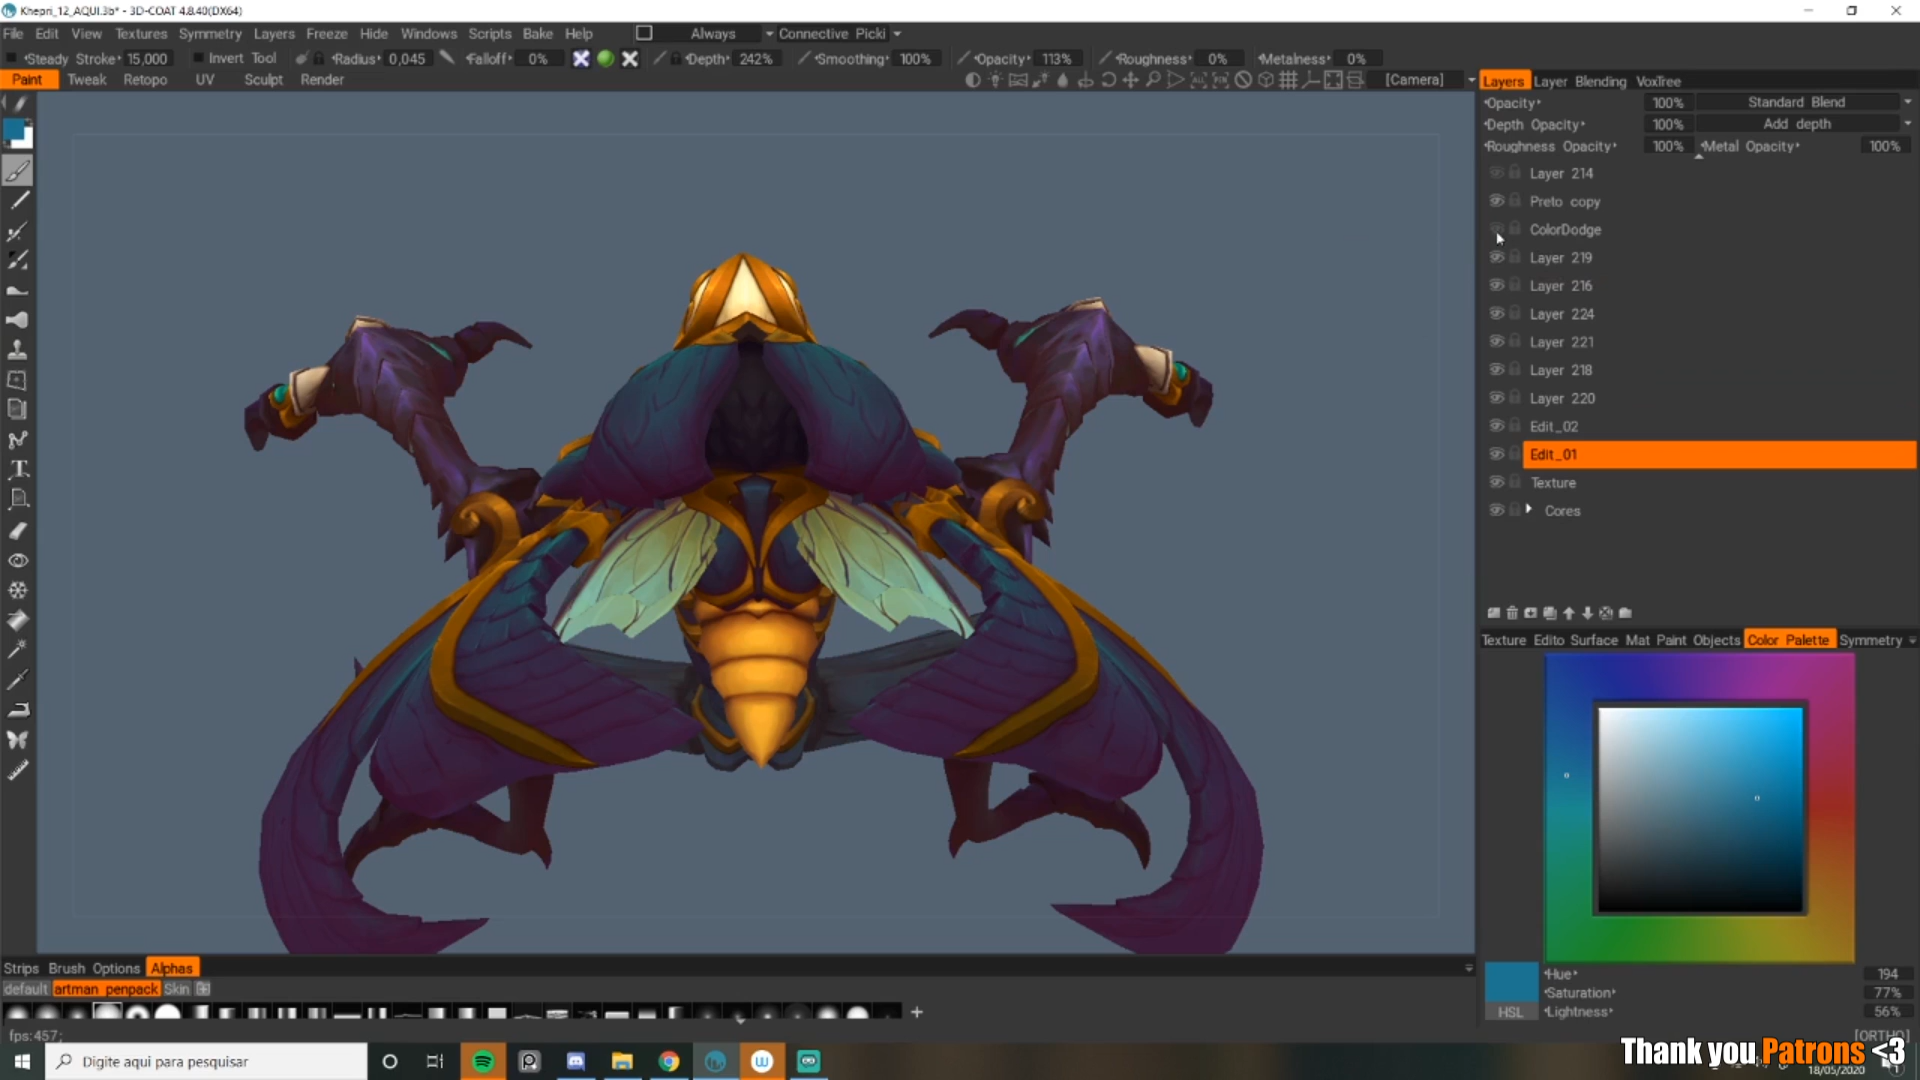 Khepri_12_AQUI.3b* - 3D-COAT 4.8.40(DX64)
File Edit View Textures Symmetry Layers Freeze Hide Windows Scripts Bake Help Always Connective Picki
Steady Stroke 15,000 Invert Tool Radius 0,045 Falloff 0% Depth 242% Smoothing 100% Opacity 113% Roughness 0% Metalness 0%
Paint Tweak Retopo UV Sculpt Render [Camera]
Layers Layer Blending VoxTree
Opacity 100% Standard Blend
Depth Opacity 100% Add depth
Roughness Opacity 100% Metal Opacity 100%
Layer 214
Preto copy
ColorDodge
Layer 219
Layer 216
Layer 224
Layer 221
Layer 218
Layer 220
Edit_02
Edit_01
Texture
Cores
Texture Edito Surface Mat Paint Objects Color Palette Symmetry
Hue 194
Saturation 77%
HSL Lightness 56%
Strips Brush Options Alphas
default artman penpack Skin
fps:457;
[ORTHO]
Digite aqui para pesquisar
Thank you Patrons <3
18/05/2020